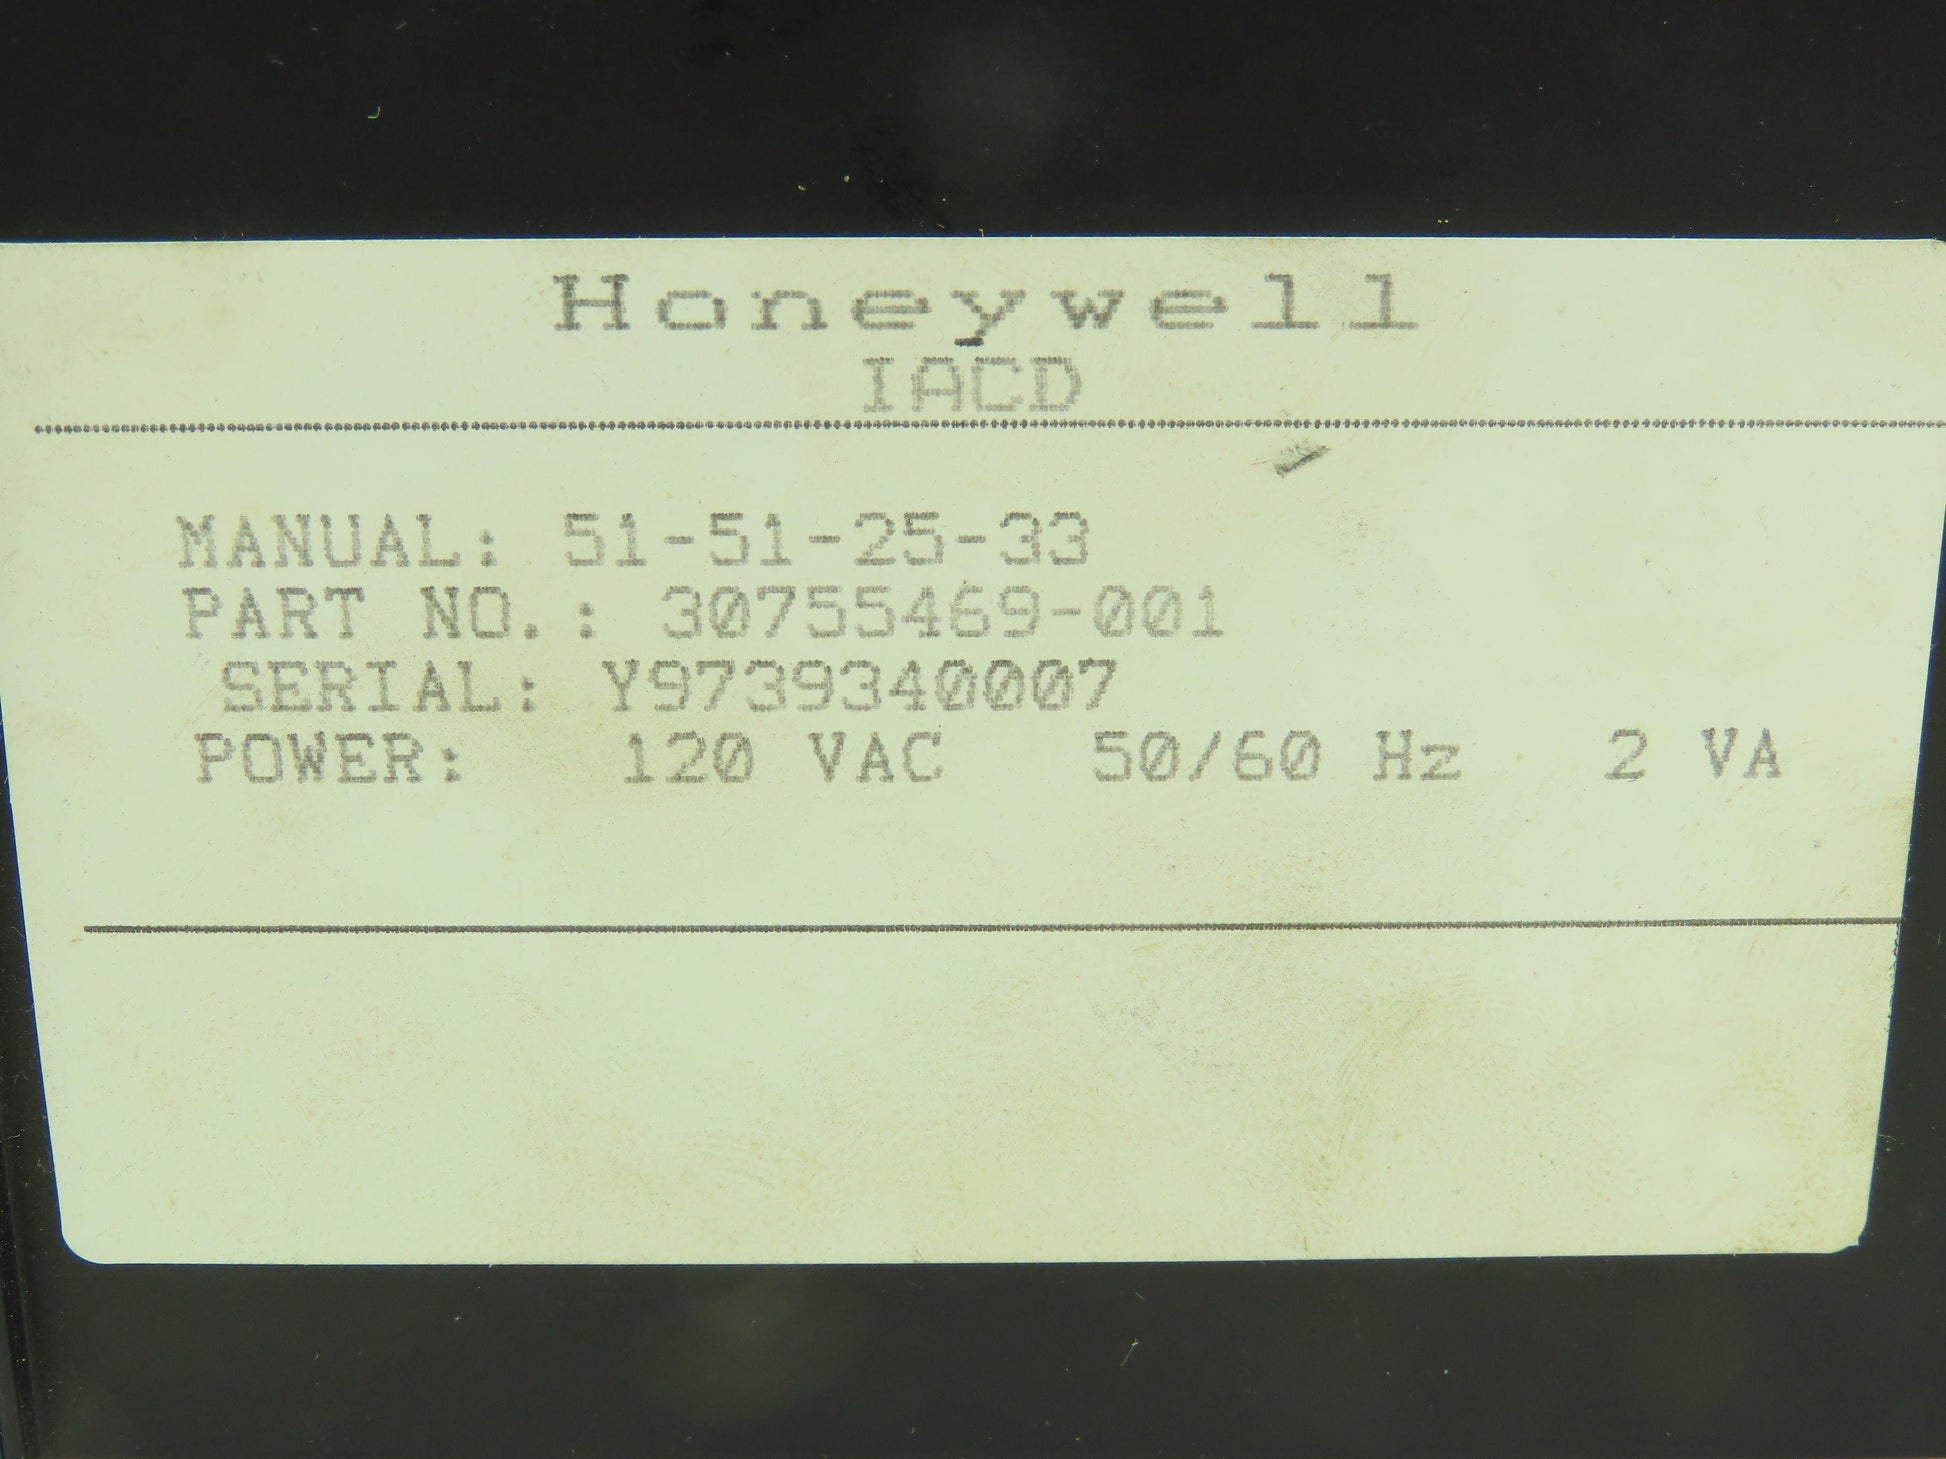 Honeywell
IACD
MANUAL: 51-51-25-33
PART NO.: 30755469-001
SERIAL: Y9739340007
POWER: 120 VAC 50/60 Hz 2 VA